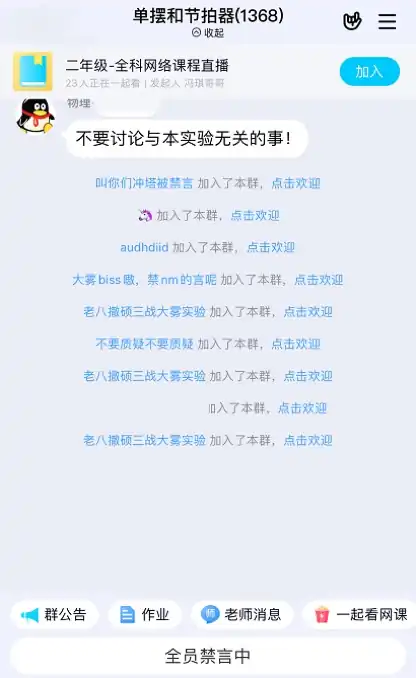 单摆和节拍器(1368)
收起
二年级-全科网络课程直播
23人正在一起看 | 发起人 冯琪哥哥
加入
物理
不要讨论与本实验无关的事！
叫你们冲塔被禁言 加入了本群，点击欢迎
🦄 加入了本群，点击欢迎
audhdiid 加入了本群，点击欢迎
大雾biss嗷，禁nm的言呢 加入了本群，点击欢迎
老八撤硕三战大雾实验 加入了本群，点击欢迎
不要质疑不要质疑 加入了本群，点击欢迎
老八撤硕三战大雾实验 加入了本群，点击欢迎
入了本群，点击欢迎
老八撤硕三战大雾实验 加入了本群，点击欢迎
群公告
作业
师 老师消息
一起看网课
全员禁言中